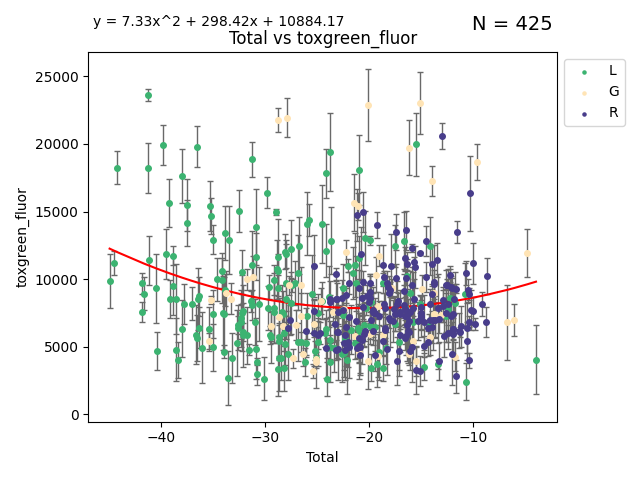 y = 7.33x^2 + 298.42x + 10884.17
N = 425
Total vs toxgreen_fluor
25000
20000
15000
10000
5000
0
toxgreen_fluor
−40
−30
−20
−10
Total
L
G
R